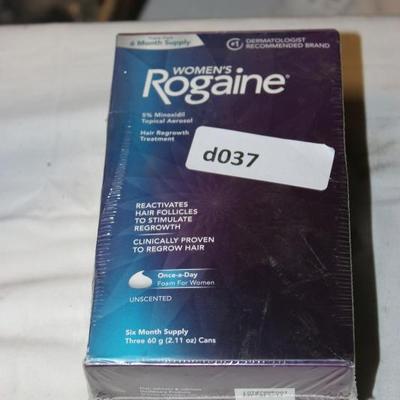 6 Month Supply
#1 DERMATOLOGIST
RECOMMENDED BRAND
WOMEN'S
Rogaine®
5% Minoxidil
Topical Aerosol
Hair Regrowth
Treatment
d037
REACTIVATES
HAIR FOLLICLES
TO STIMULATE
REGROWTH
CLINICALLY PROVEN
TO REGROW HAIR
Once-a-Day
Foam For Women
UNSCENTED
Six Month Supply
Three 60 g (2.11 oz) Cans